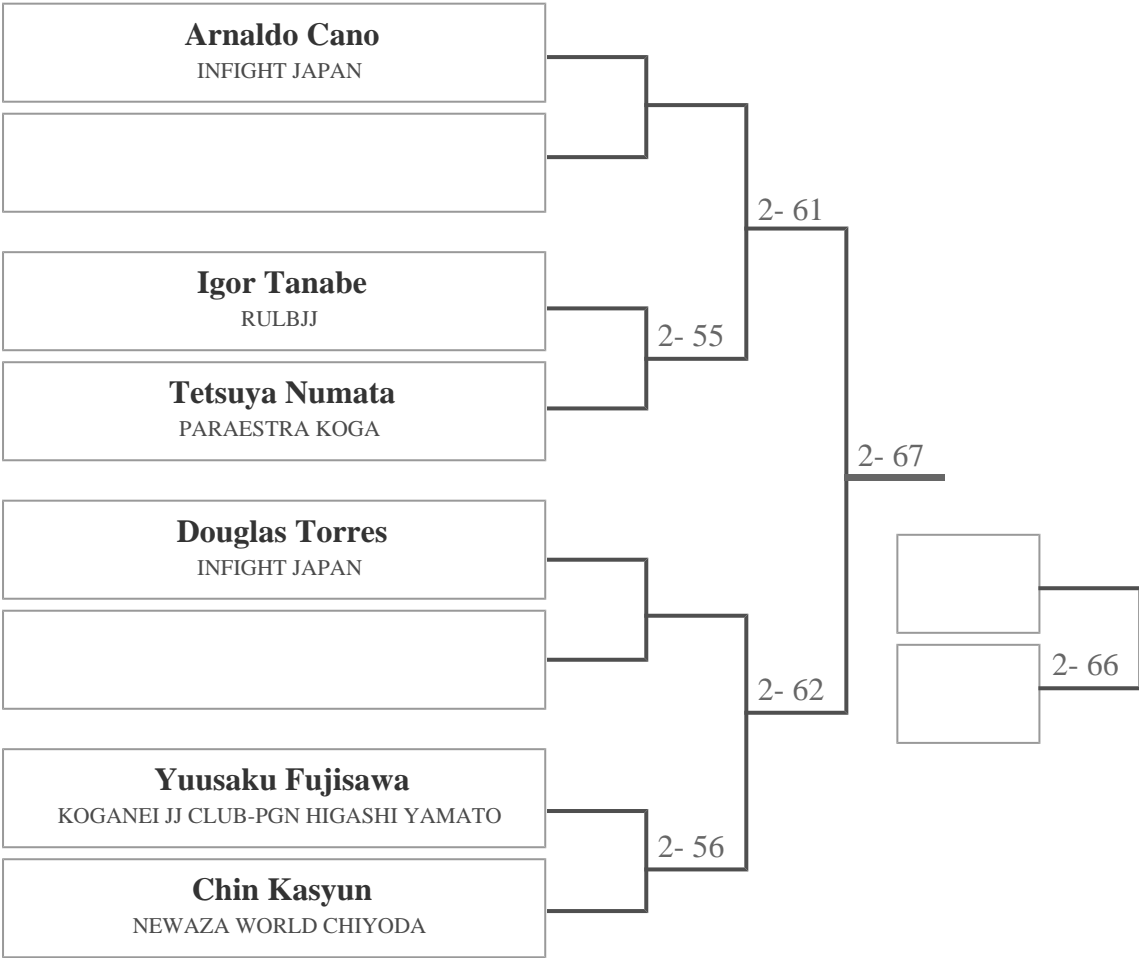 Arnaldo Cano
INFIGHT JAPAN
2- 61
Igor Tanabe
RULBJJ
2- 55
Tetsuya Numata
PARAESTRA KOGA
2- 67
Douglas Torres
INFIGHT JAPAN
2- 66
2- 62
Yuusaku Fujisawa
KOGANEI JJ CLUB-PGN HIGASHI YAMATO
2- 56
Chin Kasyun
NEWAZA WORLD CHIYODA